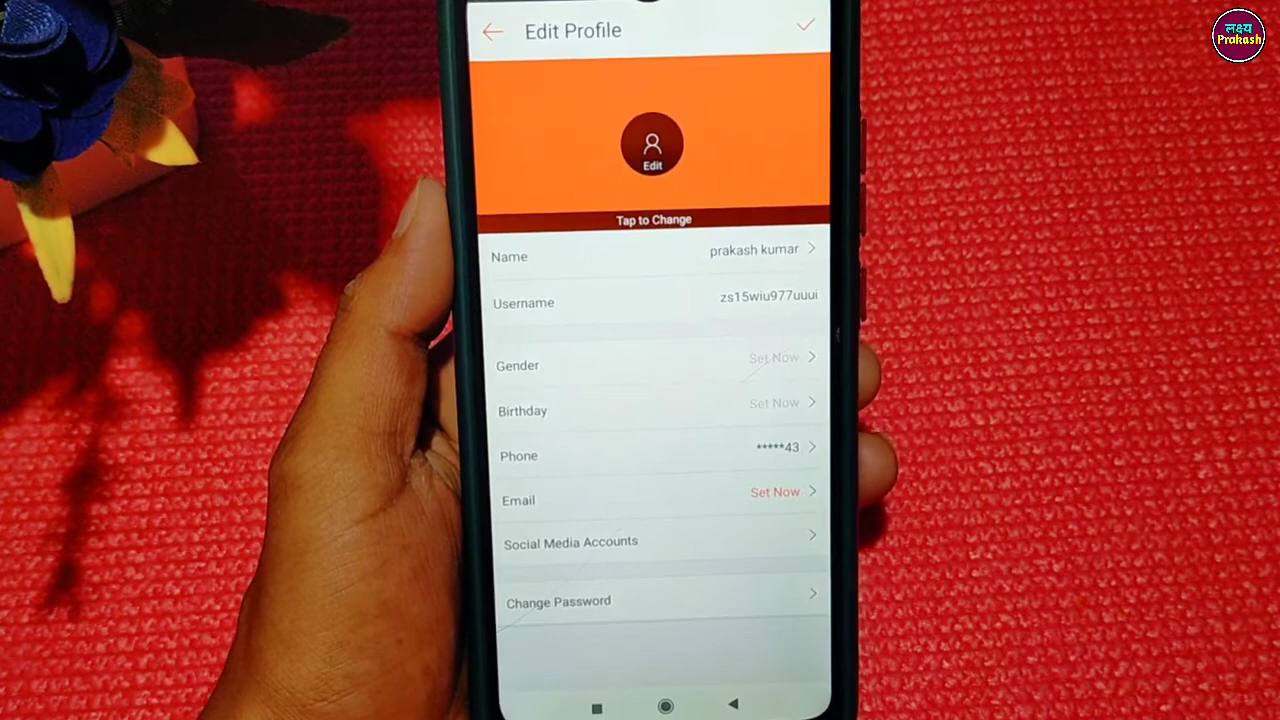 लक्ष्य
Prakash
Edit Profile
Edit
Tap to Change
Name prakash kumar
Username zs15wiu977uuui
Gender Set Now
Birthday Set Now
Phone *****43
Email Set Now
Social Media Accounts
Change Password